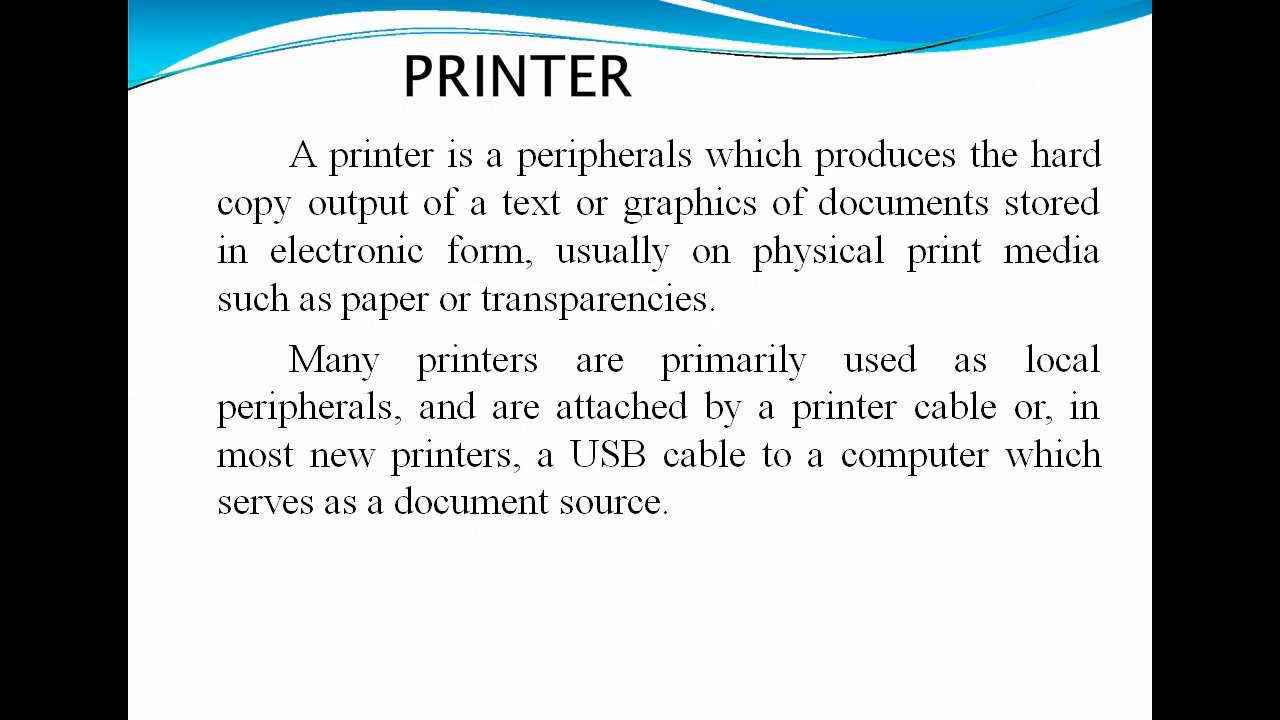 PRINTER
A printer is a peripherals which produces the hard
copy output of a text or graphics of documents stored
in electronic form, usually on physical print media
such as paper or transparencies.
Many printers are primarily used as local
peripherals, and are attached by a printer cable or, in
most new printers, a USB cable to a computer which
serves as a document source.